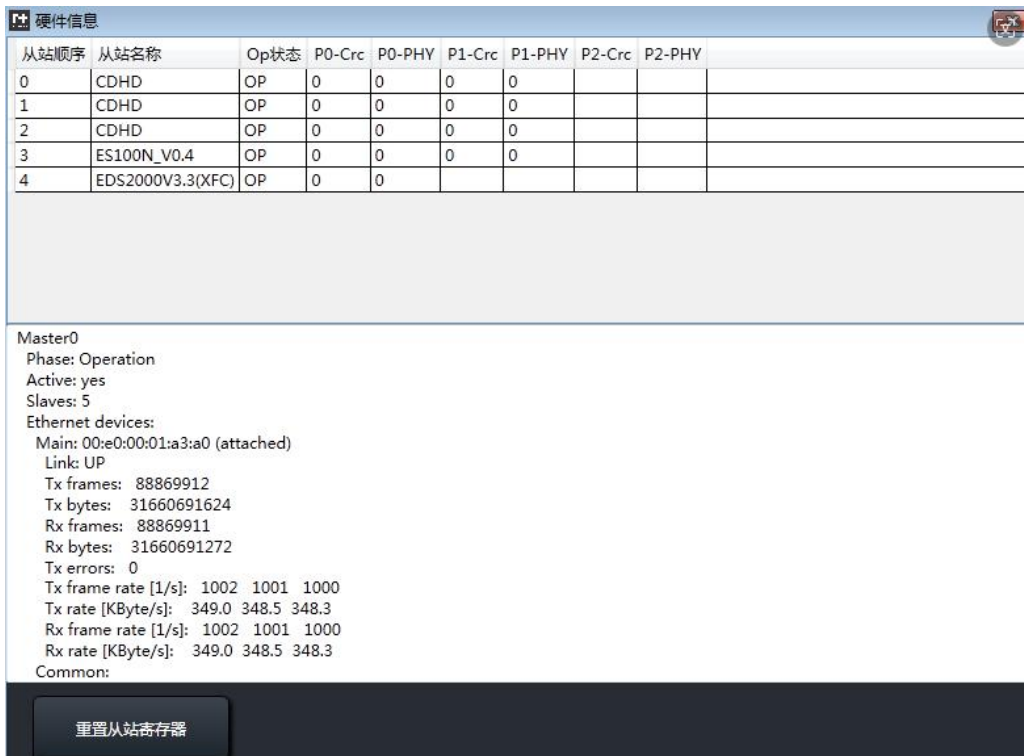 硬件信息
从站顺序 从站名称 Op状态 P0-Crc P0-PHY P1-Crc P1-PHY P2-Crc P2-PHY
0 CDHD OP 0 0 0 0
1 CDHD OP 0 0 0 0
2 CDHD OP 0 0 0 0
3 ES100N_V0.4 OP 0 0 0 0
4 EDS2000V3.3(XFC) OP 0 0
Master0
Phase: Operation
Active: yes
Slaves: 5
Ethernet devices:
Main: 00:e0:00:01:a3:a0 (attached)
Link: UP
Tx frames: 88869912
Tx bytes: 31660691624
Rx frames: 88869911
Rx bytes: 31660691272
Tx errors: 0
Tx frame rate [1/s]: 1002 1001 1000
Tx rate [KByte/s]: 349.0 348.5 348.3
Rx frame rate [1/s]: 1002 1001 1000
Rx rate [KByte/s]: 349.0 348.5 348.3
Common:
重置从站寄存器